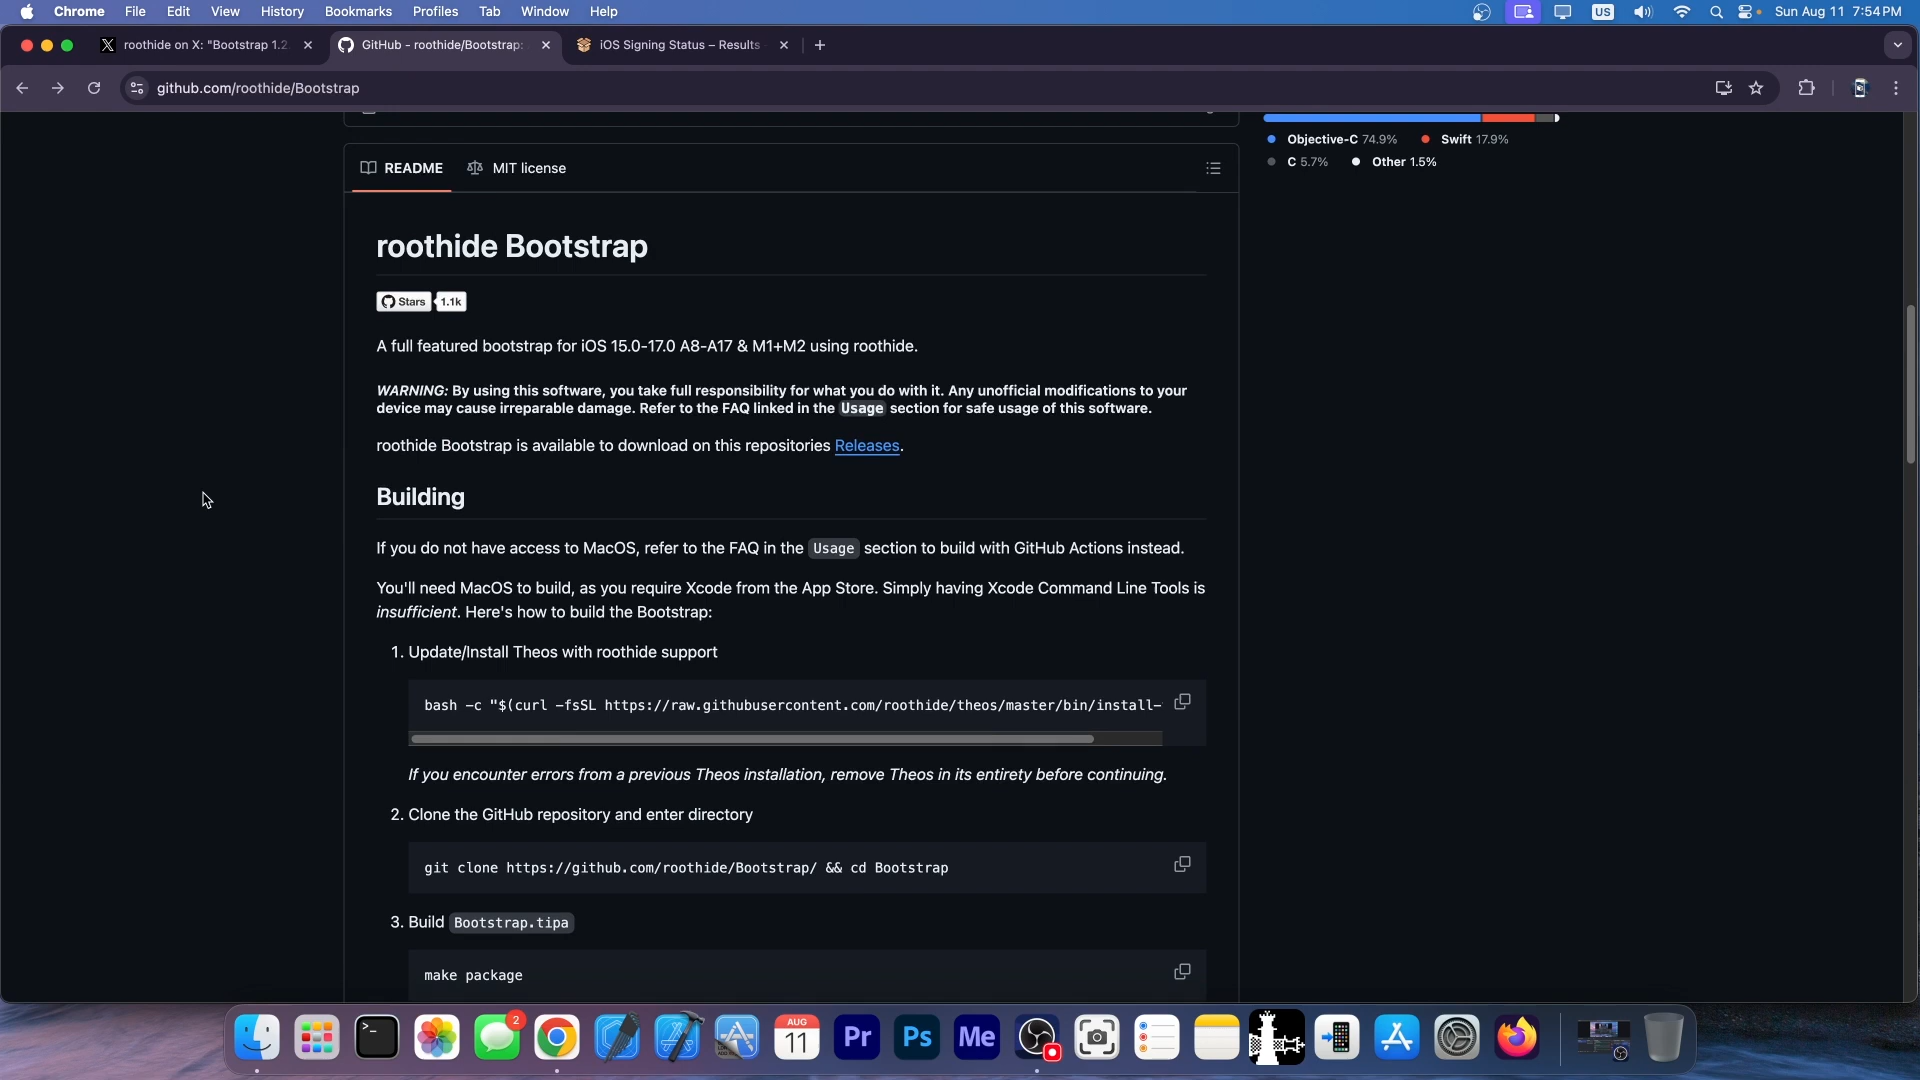 Chrome File Edit View History Bookmarks Profiles Tab Window Help US Sun Aug 11 7:54 PM
roothide on X: "Bootstrap 1.2 GitHub - roothide/Bootstrap: iOS Signing Status – Results
github.com/roothide/Bootstrap
Objective-C 74.9% Swift 17.9%
C 5.7% Other 1.5%
README MIT license
roothide Bootstrap
Stars 1.1k
A full featured bootstrap for iOS 15.0-17.0 A8-A17 & M1+M2 using roothide.
WARNING: By using this software, you take full responsibility for what you do with it. Any unofficial modifications to your
device may cause irreparable damage. Refer to the FAQ linked in the Usage section for safe usage of this software.
roothide Bootstrap is available to download on this repositories Releases.
Building
If you do not have access to MacOS, refer to the FAQ in the Usage section to build with GitHub Actions instead.
You'll need MacOS to build, as you require Xcode from the App Store. Simply having Xcode Command Line Tools is
insufficient. Here's how to build the Bootstrap:
1. Update/Install Theos with roothide support
bash -c "$(curl -fsSL https://raw.githubusercontent.com/roothide/theos/master/bin/install-
If you encounter errors from a previous Theos installation, remove Theos in its entirety before continuing.
2. Clone the GitHub repository and enter directory
git clone https://github.com/roothide/Bootstrap/ && cd Bootstrap
3. Build Bootstrap.tipa
make package
2
AUG
11
Pr
Ps
Me